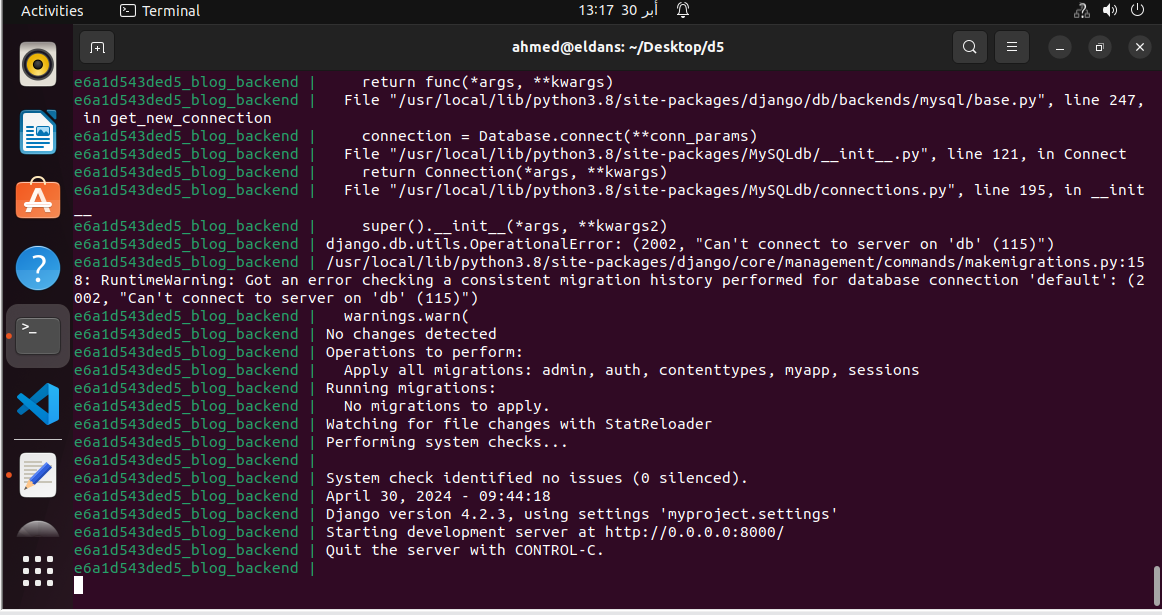 Activities
Terminal
13:17 30 أبر
ahmed@eldans: ~/Desktop/d5
e6a1d543ded5_blog_backend |     return func(*args, **kwargs)
e6a1d543ded5_blog_backend |   File "/usr/local/lib/python3.8/site-packages/django/db/backends/mysql/base.py", line 247,
 in get_new_connection
e6a1d543ded5_blog_backend |     connection = Database.connect(**conn_params)
e6a1d543ded5_blog_backend |   File "/usr/local/lib/python3.8/site-packages/MySQLdb/__init__.py", line 121, in Connect
e6a1d543ded5_blog_backend |     return Connection(*args, **kwargs)
e6a1d543ded5_blog_backend |   File "/usr/local/lib/python3.8/site-packages/MySQLdb/connections.py", line 195, in __init
__
e6a1d543ded5_blog_backend |     super().__init__(*args, **kwargs2)
e6a1d543ded5_blog_backend | django.db.utils.OperationalError: (2002, "Can't connect to server on 'db' (115)")
e6a1d543ded5_blog_backend | /usr/local/lib/python3.8/site-packages/django/core/management/commands/makemigrations.py:15
8: RuntimeWarning: Got an error checking a consistent migration history performed for database connection 'default': (2
002, "Can't connect to server on 'db' (115)")
e6a1d543ded5_blog_backend |   warnings.warn(
e6a1d543ded5_blog_backend | No changes detected
e6a1d543ded5_blog_backend | Operations to perform:
e6a1d543ded5_blog_backend |   Apply all migrations: admin, auth, contenttypes, myapp, sessions
e6a1d543ded5_blog_backend | Running migrations:
e6a1d543ded5_blog_backend |   No migrations to apply.
e6a1d543ded5_blog_backend | Watching for file changes with StatReloader
e6a1d543ded5_blog_backend | Performing system checks...
e6a1d543ded5_blog_backend |
e6a1d543ded5_blog_backend | System check identified no issues (0 silenced).
e6a1d543ded5_blog_backend | April 30, 2024 - 09:44:18
e6a1d543ded5_blog_backend | Django version 4.2.3, using settings 'myproject.settings'
e6a1d543ded5_blog_backend | Starting development server at http://0.0.0.0:8000/
e6a1d543ded5_blog_backend | Quit the server with CONTROL-C.
e6a1d543ded5_blog_backend |